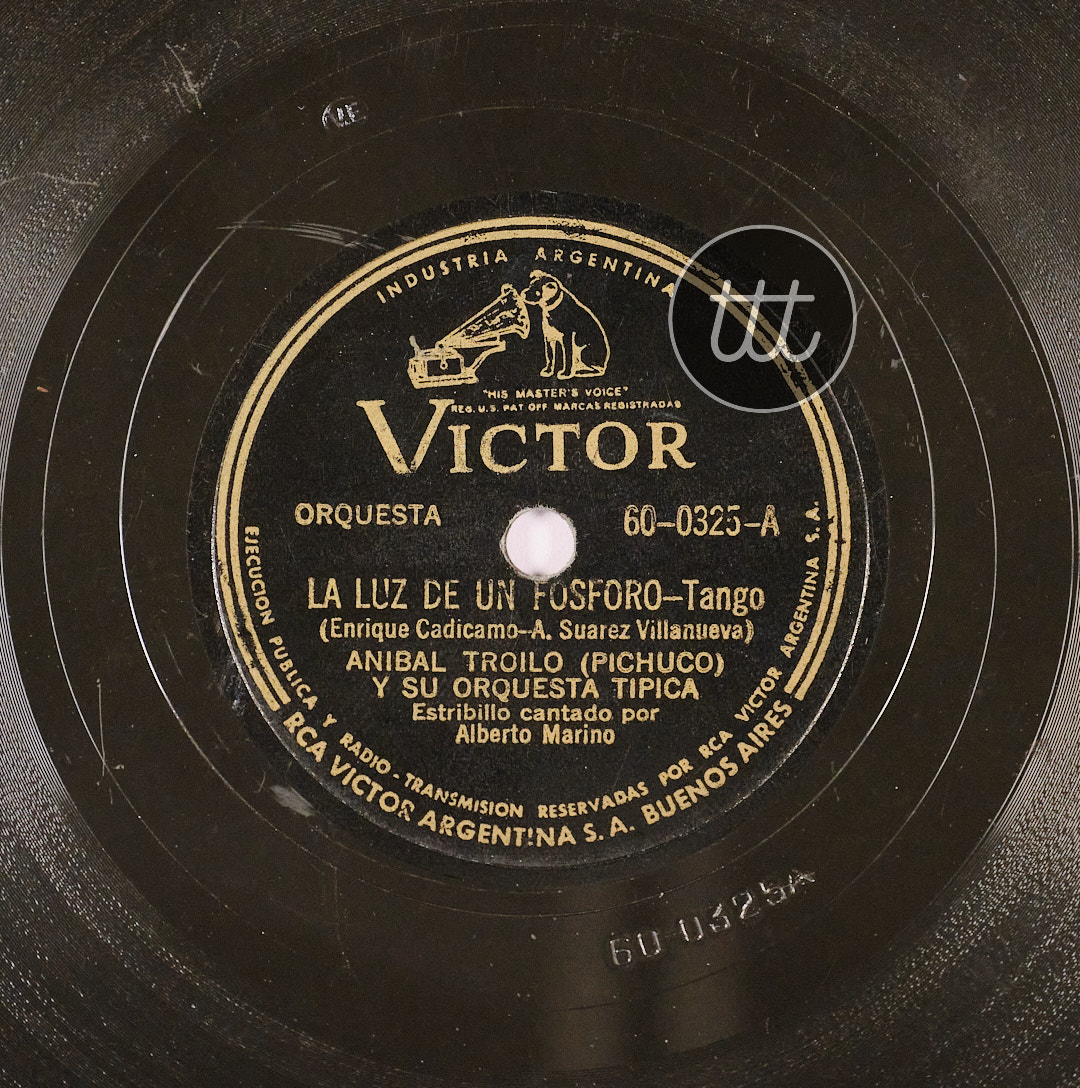 INDUSTRIA ARGENTINA
ttt
"HIS MASTER'S VOICE"
REG. U.S. PAT OFF MARCAS REGISTRADAS
VICTOR
ORQUESTA
60-0325-A
LA LUZ DE UN FOSFORO-Tango
(Enrique Cadicamo-A. Suarez Villanueva)
ANIBAL TROILO (PICHUCO)
Y SU ORQUESTA TIPICA
Estribillo cantado por
Alberto Marino
EJECUCION PUBLICA Y RADIO-TRANSMISION RESERVADAS POR RCA VICTOR ARGENTINA S.A.
RCA VICTOR ARGENTINA S. A. BUENOS AIRES
60-0325A